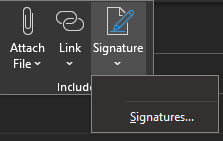 Attach File
Link
Signature
Include
Signatures...